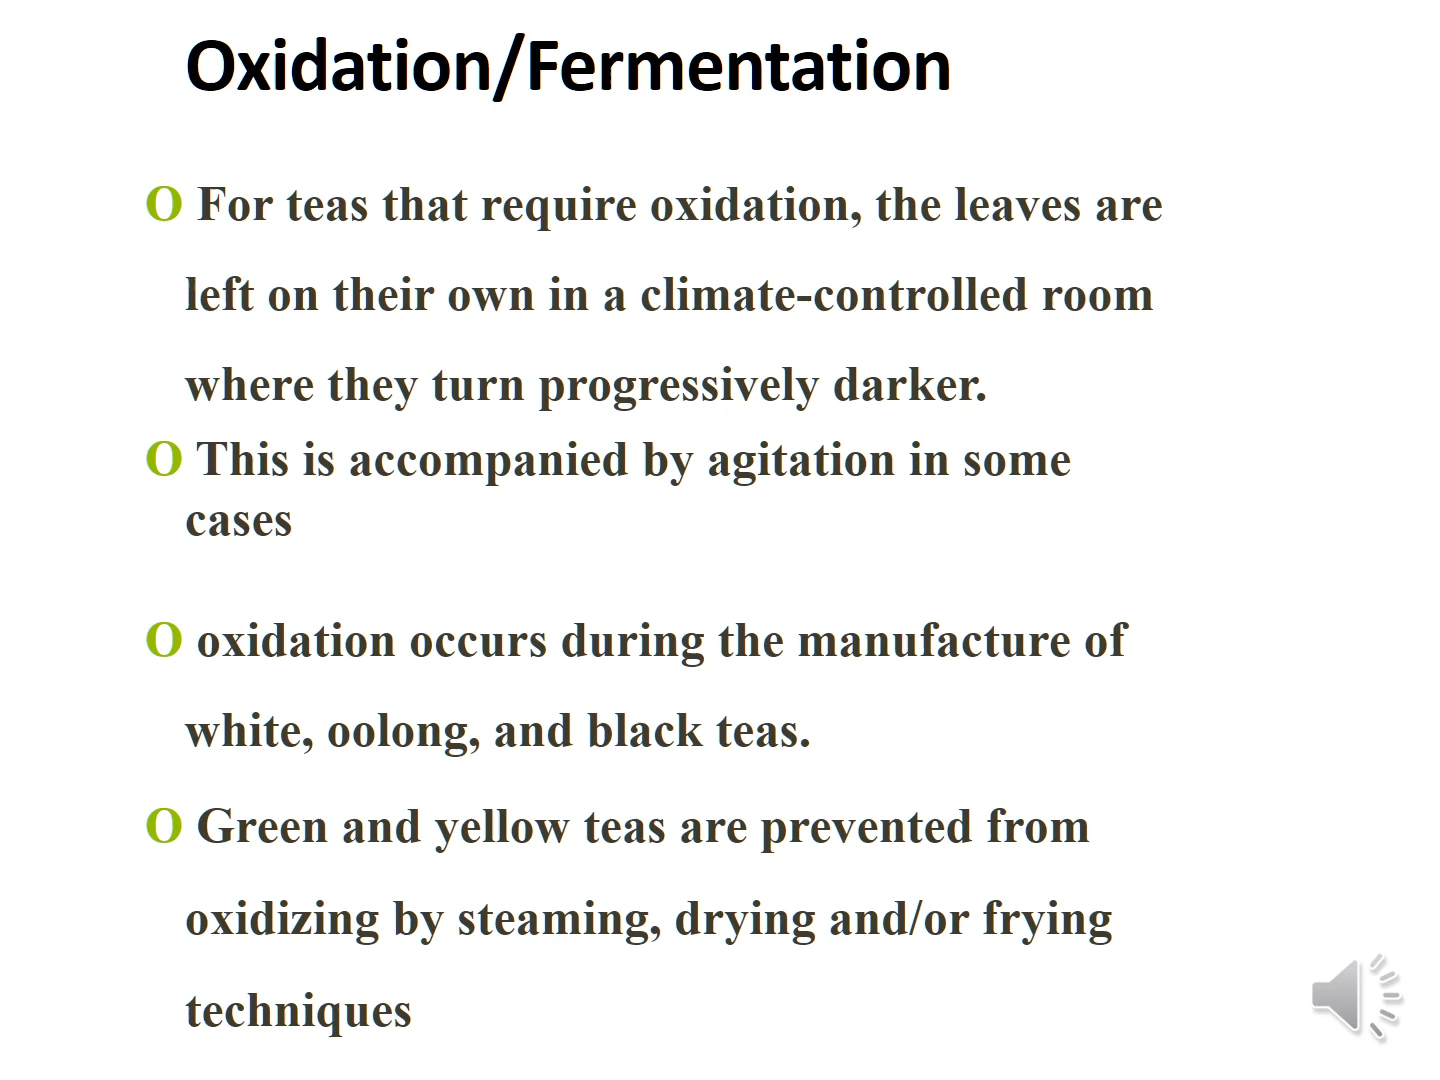 Oxidation/Fermentation
O For teas that require oxidation, the leaves are
left on their own in a climate-controlled room
where they turn progressively darker.
O This is accompanied by agitation in some
cases
O oxidation occurs during the manufacture of
white, oolong, and black teas.
O Green and yellow teas are prevented from
oxidizing by steaming, drying and/or frying
techniques